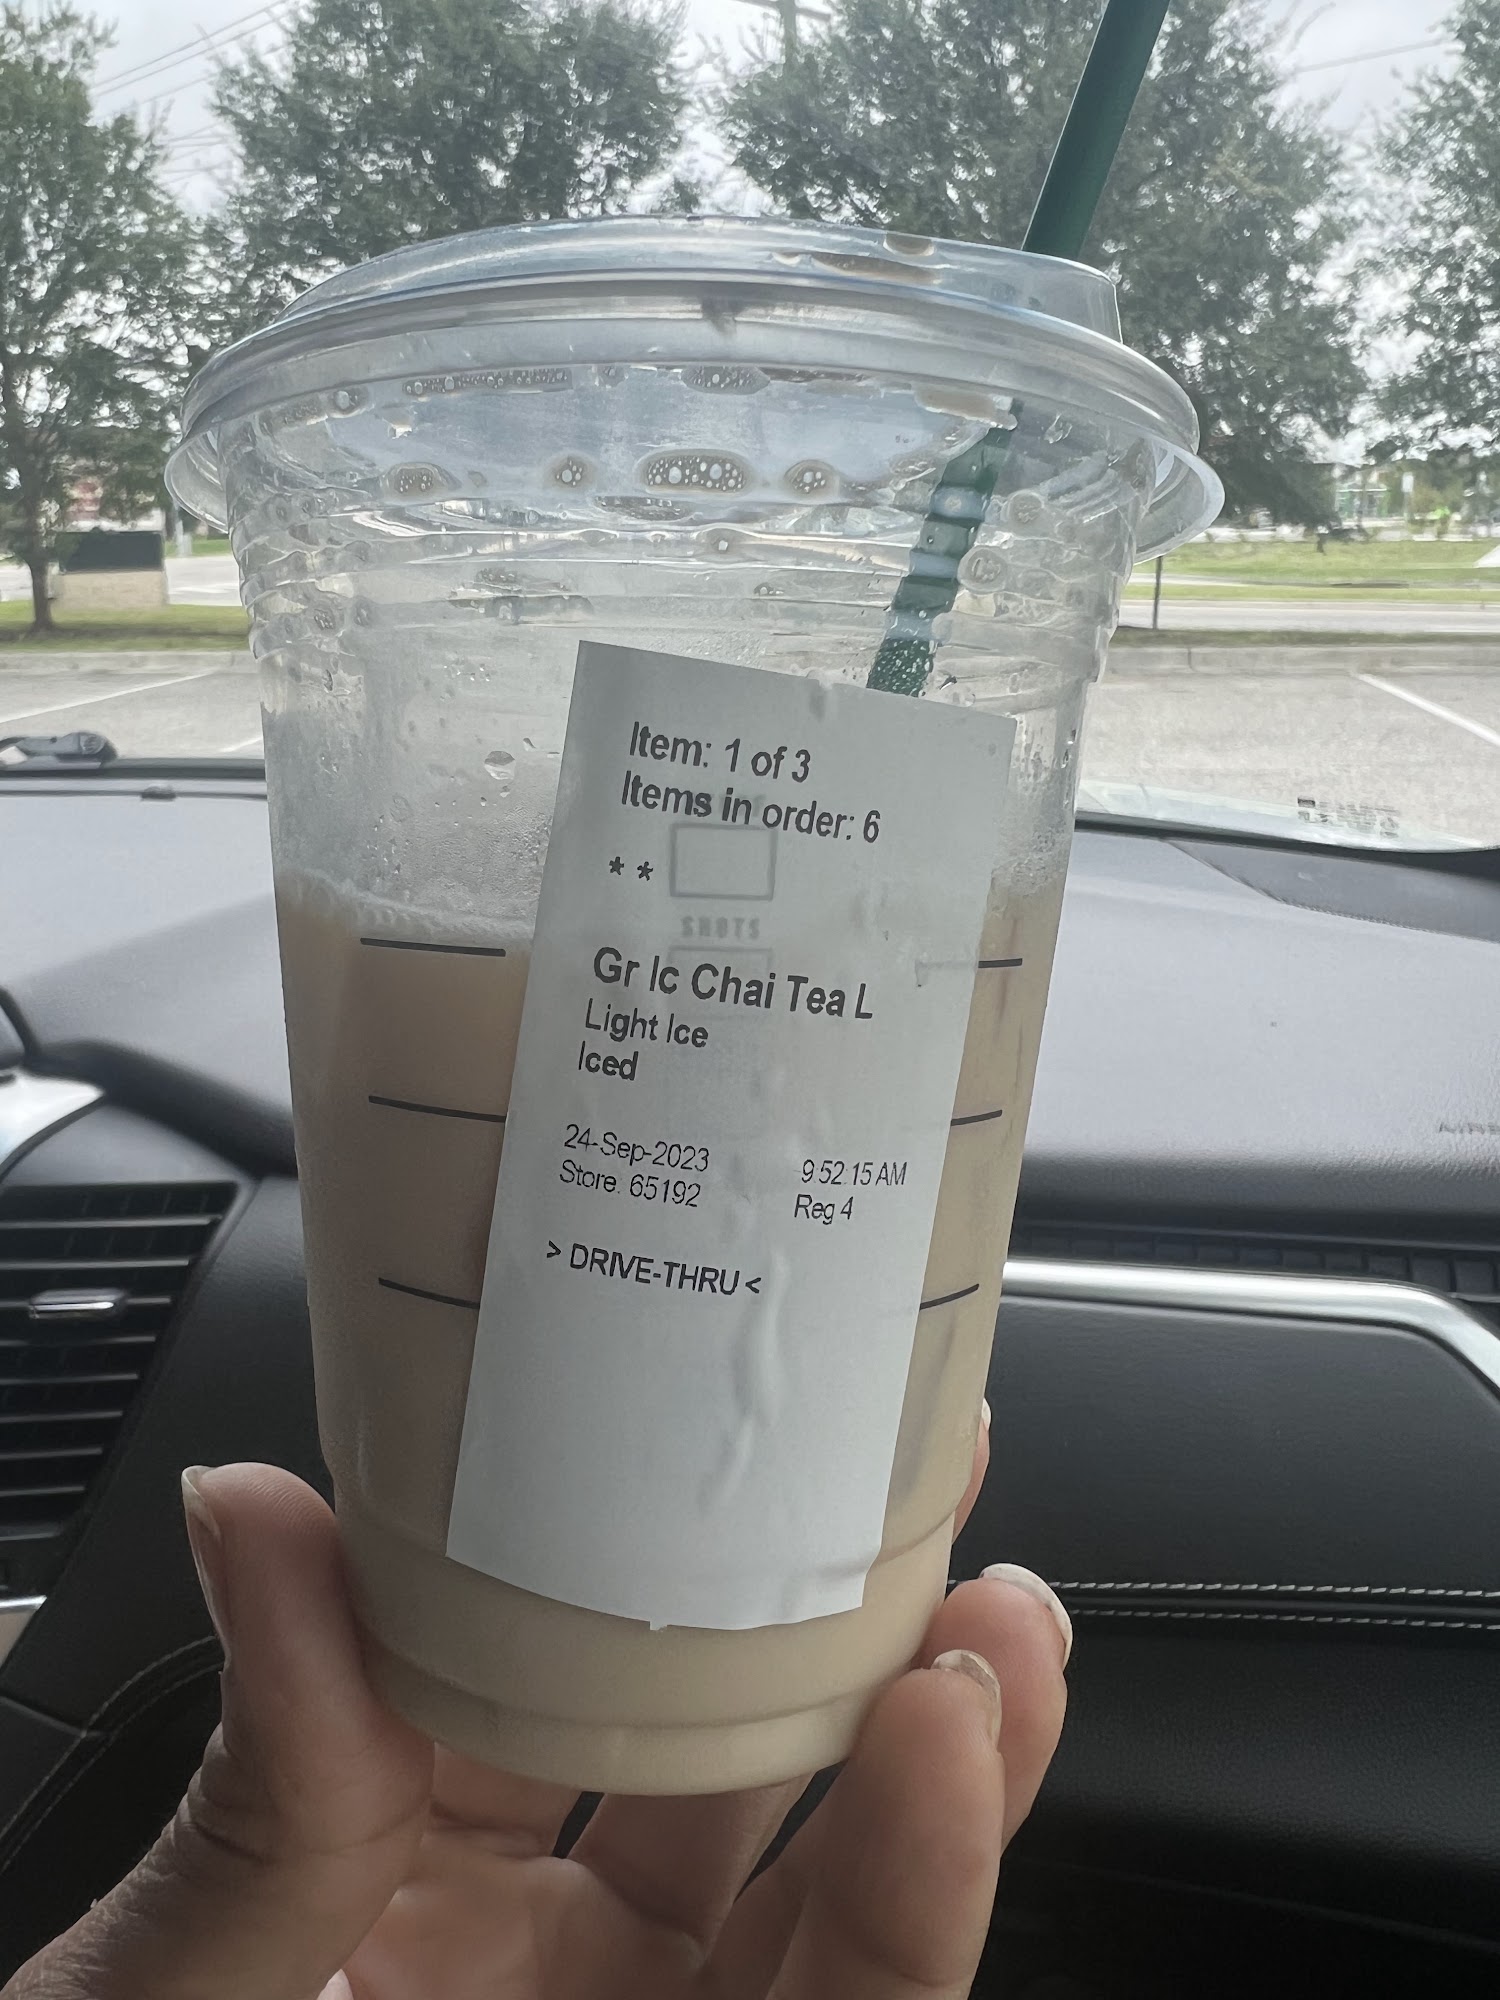 Item: 1 of 3
Items in order: 6
* *
SHOTS
Gr Ic Chai Tea L
Light Ice
Iced
24-Sep-2023 9:52:15 AM
Store: 65192 Reg 4
> DRIVE-THRU <